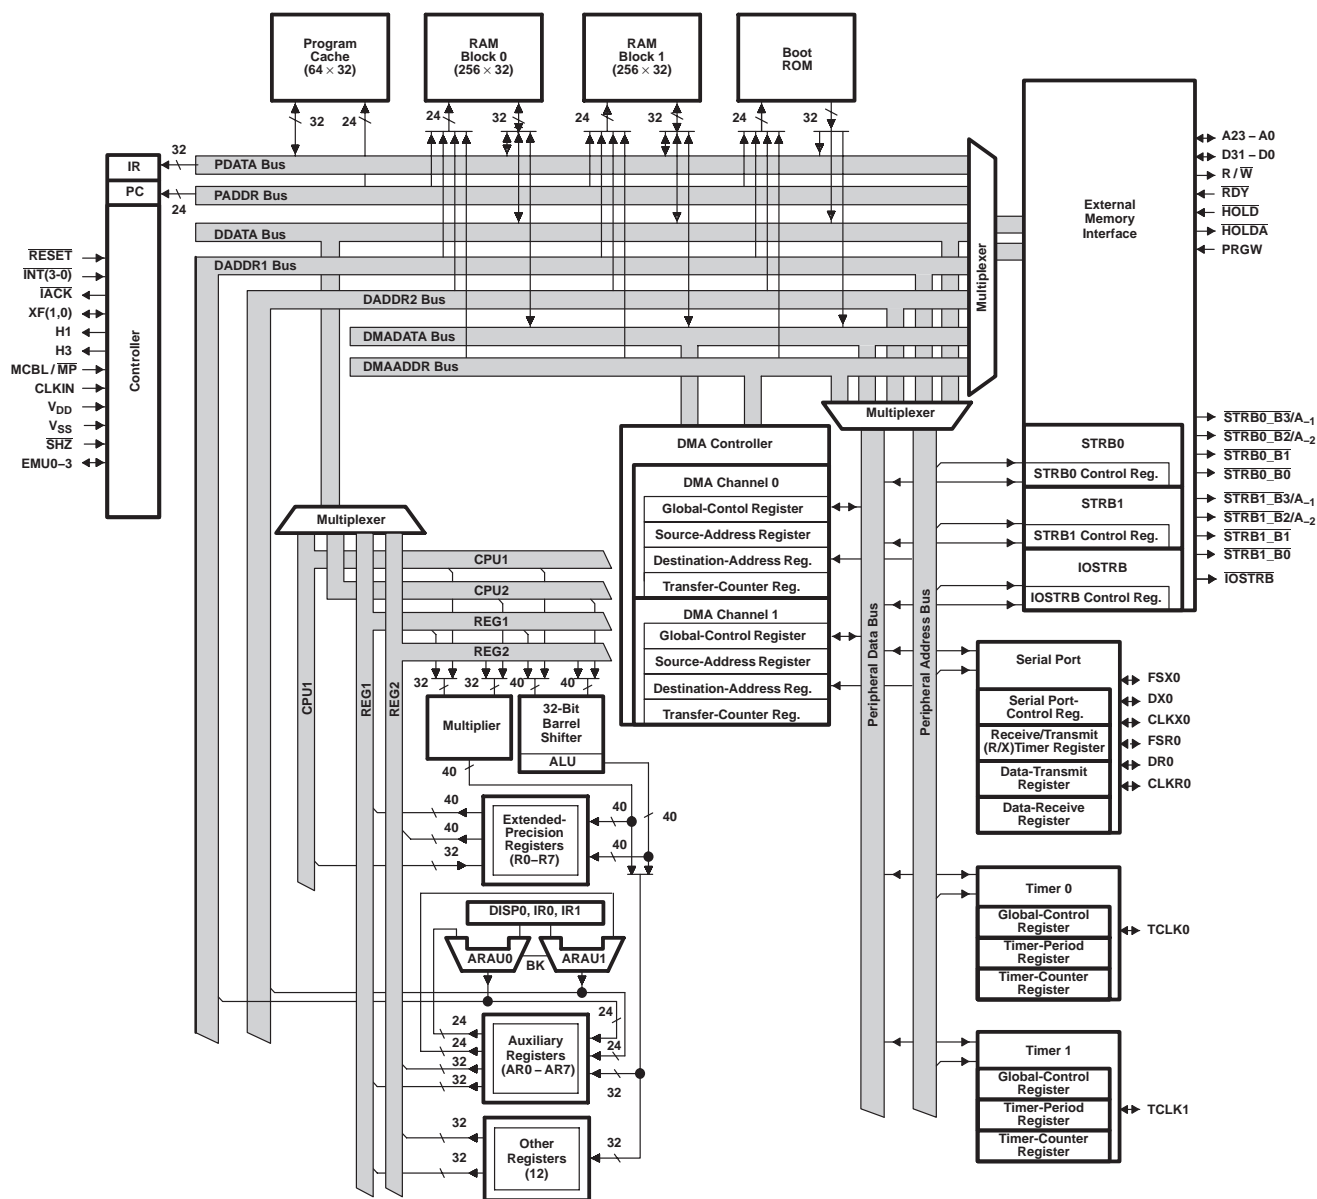 Program
Cache
(64 × 32)
RAM
Block 0
(256 × 32)
RAM
Block 1
(256 × 32)
Boot
ROM
32
24
24
32
24
32
24
32
IR
PC
Controller
32
24
PDATA Bus
PADDR Bus
DDATA Bus
DADDR1 Bus
DADDR2 Bus
DMADATA Bus
DMAADDR Bus
Multiplexer
RESET
INT(3-0)
IACK
XF(1,0)
H1
H3
MCBL / MP
CLKIN
VDD
VSS
SHZ
EMU0–3
External
Memory
Interface
A23 – A0
D31 – D0
R / W
RDY
HOLD
HOLDA
PRGW
STRB0
STRB0 Control Reg.
STRB1
STRB1 Control Reg.
IOSTRB
IOSTRB Control Reg.
STRB0_B3/A–1
STRB0_B2/A–2
STRB0_B1
STRB0_B0
STRB1_B3/A–1
STRB1_B2/A–2
STRB1_B1
STRB1_B0
IOSTRB
Multiplexer
Peripheral Data Bus
Peripheral Address Bus
DMA Controller
DMA Channel 0
Global-Contol Register
Source-Address Register
Destination-Address Reg.
Transfer-Counter Reg.
DMA Channel 1
Global-Control Register
Source-Address Register
Destination-Address Reg.
Transfer-Counter Reg.
Multiplexer
CPU1
CPU2
REG1
REG2
CPU1
REG1
REG2
32
32
40
40
Multiplier
32-Bit
Barrel
Shifter
ALU
40
40
40
40
32
Extended-
Precision
Registers
(R0–R7)
40
40
40
DISP0, IR0, IR1
ARAU0
BK
ARAU1
24
24
32
32
Auxiliary
Registers
(AR0 – AR7)
24
24
32
32
32
Other
Registers
(12)
32
Serial Port
Serial Port-
Control Reg.
Receive/Transmit
(R/X)Timer Register
Data-Transmit
Register
Data-Receive
Register
FSX0
DX0
CLKX0
FSR0
DR0
CLKR0
Timer 0
Global-Control
Register
Timer-Period
Register
Timer-Counter
Register
TCLK0
Timer 1
Global-Control
Register
Timer-Period
Register
Timer-Counter
Register
TCLK1